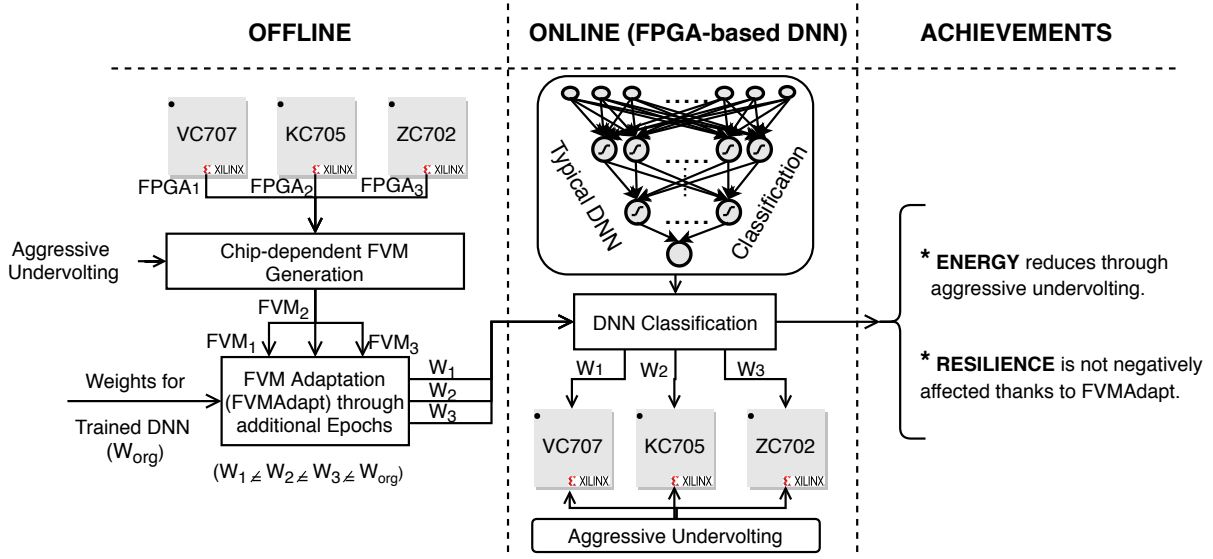 OFFLINE
ONLINE (FPGA-based DNN)
ACHIEVEMENTS
VC707
XILINX
KC705
XILINX
ZC702
XILINX
FPGA1
FPGA2
FPGA3
Aggressive
Undervolting
Chip-dependent FVM
Generation
FVM2
FVM1
FVM3
Weights for
Trained DNN
(Worg)
FVM Adaptation
(FVMAdapt) through
additional Epochs
W1
W2
W3
(W1 ≠ W2 ≠ W3 ≠ Worg)
Typical DNN
Classification
......
......
......
DNN Classification
W1
W2
W3
VC707
XILINX
KC705
XILINX
ZC702
XILINX
Aggressive Undervolting
* ENERGY reduces through
aggressive undervolting.
* RESILIENCE is not negatively
affected thanks to FVMAdapt.